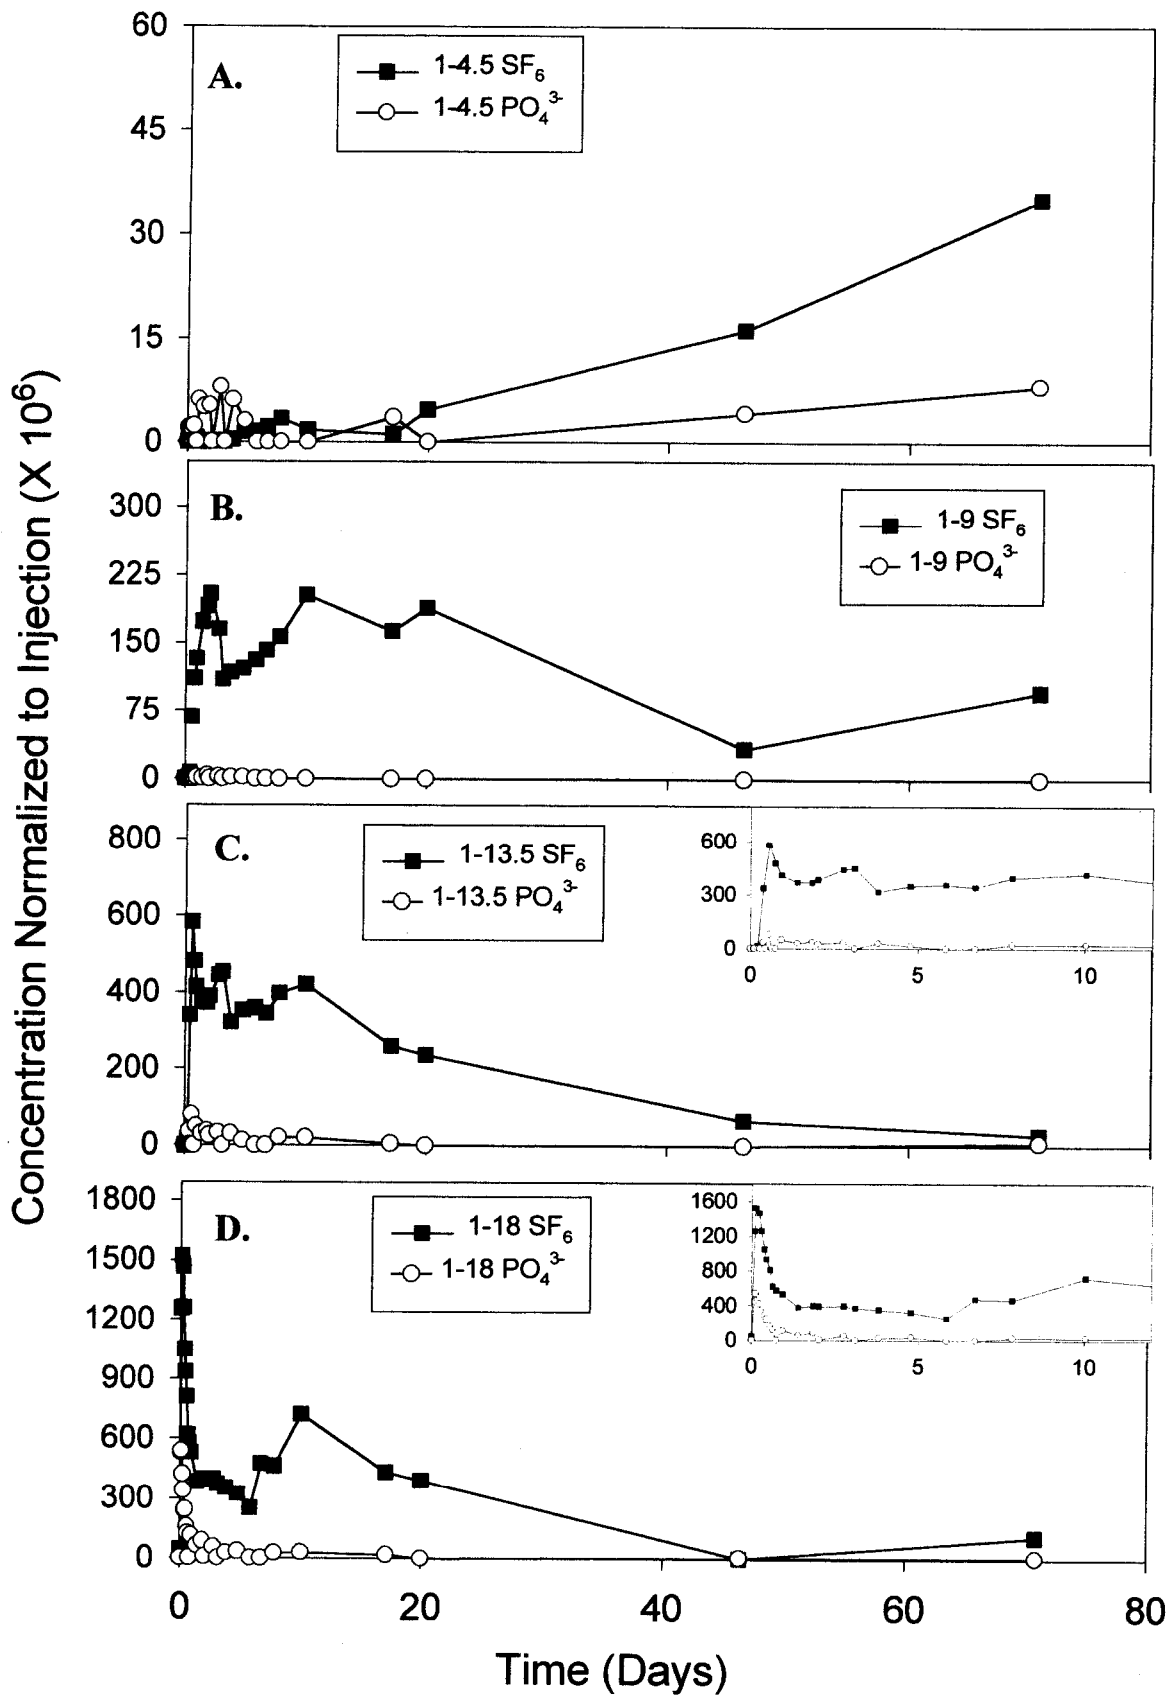 Concentration Normalized to Injection (X 10⁶)
60
45
30
15
0
A.
1-4.5 SF₆
1-4.5 PO₄³⁻
300
225
150
75
0
B.
1-9 SF₆
1-9 PO₄³⁻
800
600
400
200
0
C.
1-13.5 SF₆
1-13.5 PO₄³⁻
600
300
0
0 5 10
1800
1500
1200
900
600
300
0
D.
1-18 SF₆
1-18 PO₄³⁻
1600
1200
800
400
0
0 5 10
0 20 40 60 80
Time (Days)